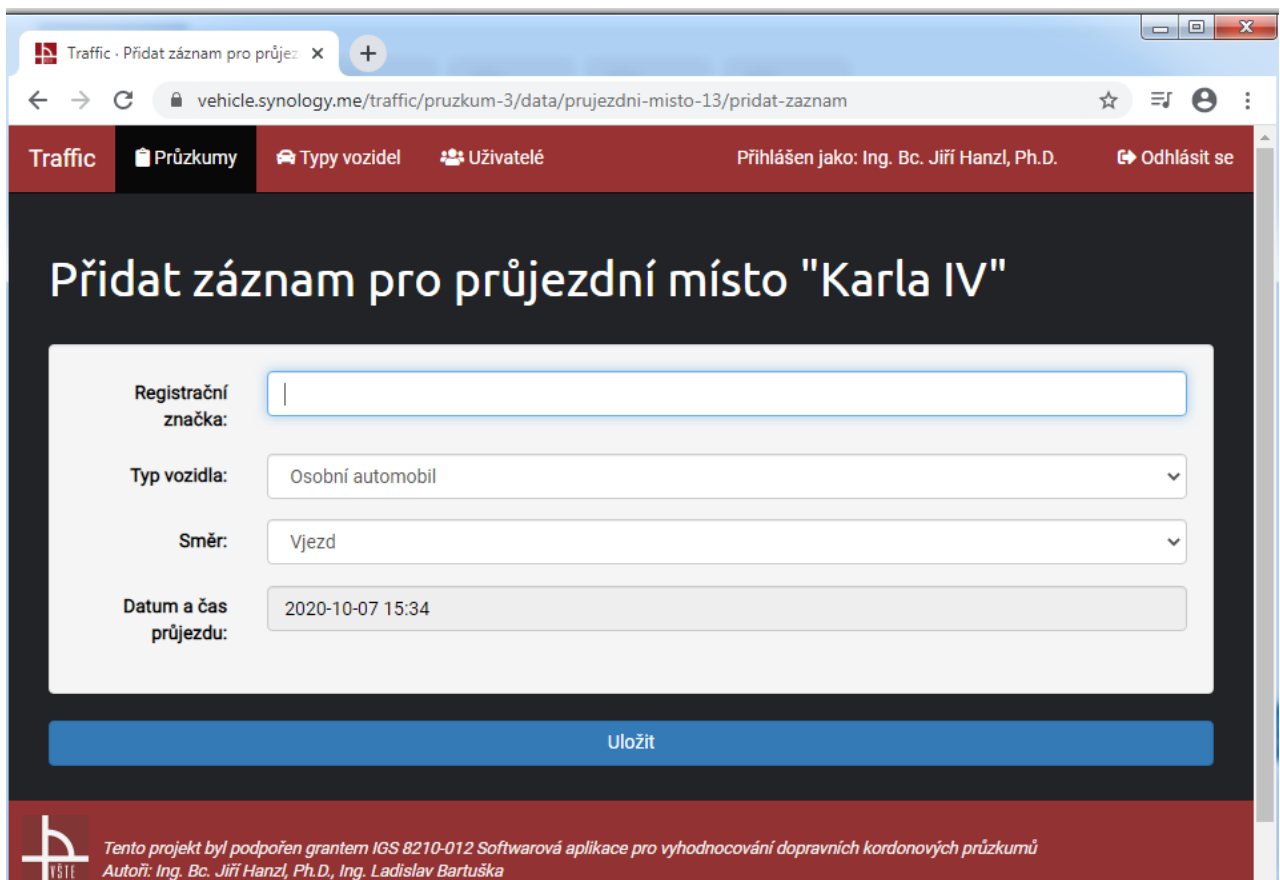 Traffic · Přidat záznam pro průjez
vehicle.synology.me/traffic/pruzkum-3/data/prujezdni-misto-13/pridat-zaznam
Traffic Průzkumy Typy vozidel Uživatelé Přihlášen jako: Ing. Bc. Jiří Hanzl, Ph.D. Odhlásit se
Přidat záznam pro průjezdní místo "Karla IV"
Registrační
značka:
Typ vozidla: Osobní automobil
Směr: Vjezd
Datum a čas 2020-10-07 15:34
průjezdu:
Uložit
Tento projekt byl podpořen grantem IGS 8210-012 Softwarová aplikace pro vyhodnocování dopravních kordonových průzkumů
VŠTE Autoři: Ing. Bc. Jiří Hanzl, Ph.D., Ing. Ladislav Bartuška